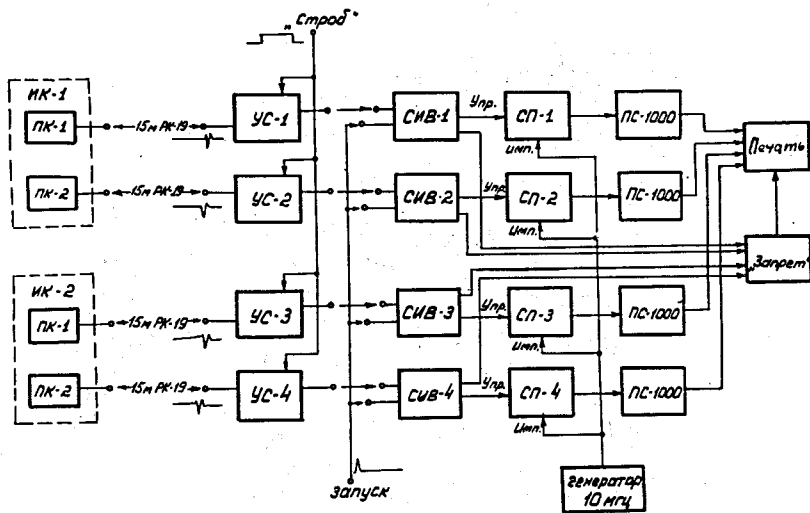 „Строб"
ИК-1
ПК-1
15м РК-19
УС-1
СИВ-1
Упр.
СП-1
Имп.
ПС-1000
Печать
ПК-2
15м РК-19
УС-2
СИВ-2
Упр.
СП-2
Имп.
ПС-1000
„Запрет"
ИК-2
ПК-1
15м РК-19
УС-3
СИВ-3
Упр.
СП-3
Имп.
ПС-1000
ПК-2
15м РК-19
УС-4
СИВ-4
Упр.
СП-4
Имп.
ПС-1000
Запуск
генератор
10 мгц